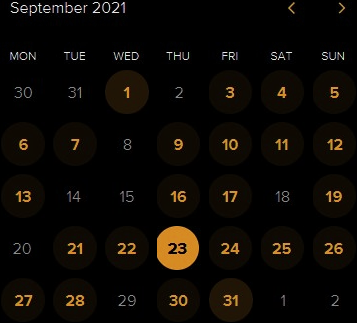 September 2021
MON TUE WED THU FRI SAT SUN
30 31 1 2 3 4 5
6 7 8 9 10 11 12
13 14 15 16 17 18 19
20 21 22 23 24 25 26
27 28 29 30 31 1 2